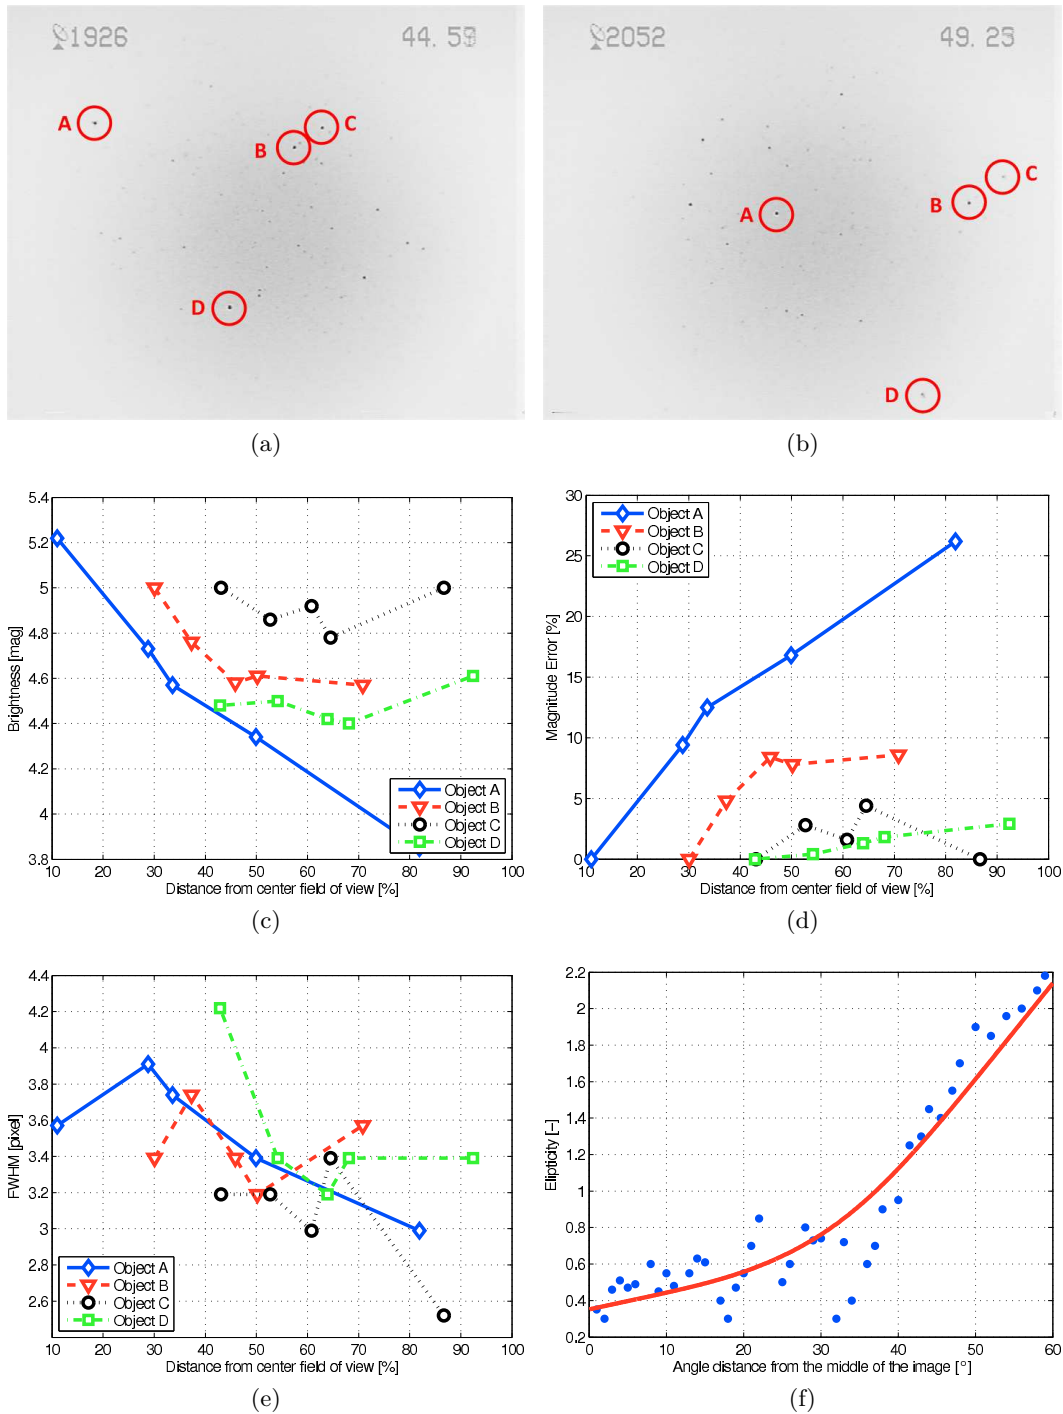 1926 44.59
A
B
C
D
(a)
2052 49.23
A
B
C
D
(b)
5.4
5.2
5
4.8
4.6
4.4
4.2
4
3.8
Brightness [mag]
10 20 30 40 50 60 70 80 90 100
Distance from center field of view [%]
Object A
Object B
Object C
Object D
(c)
30
25
20
15
10
5
0
Magnitude Error [%]
10 20 30 40 50 60 70 80 90 100
Distance from center field of view [%]
Object A
Object B
Object C
Object D
(d)
4.4
4.2
4
3.8
3.6
3.4
3.2
3
2.8
2.6
FWHM [pixel]
10 20 30 40 50 60 70 80 90 100
Distance from center field of view [%]
Object A
Object B
Object C
Object D
(e)
2.2
2
1.8
1.6
1.4
1.2
1
0.8
0.6
0.4
0.2
Elipticity [–]
0 10 20 30 40 50 60
Angle distance from the middle of the image [°]
(f)